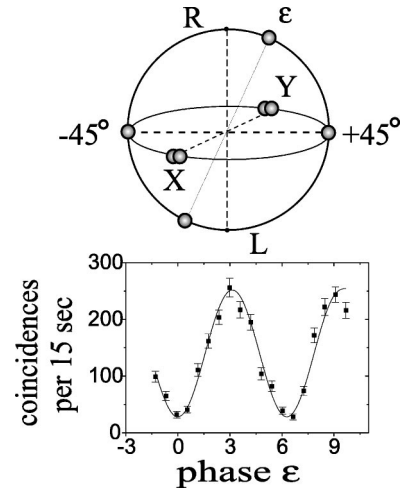 R ε
Y
-45° +45°
X
L
300
200
100
0
-3 0 3 6 9
coincidences
per 15 sec
phase ε